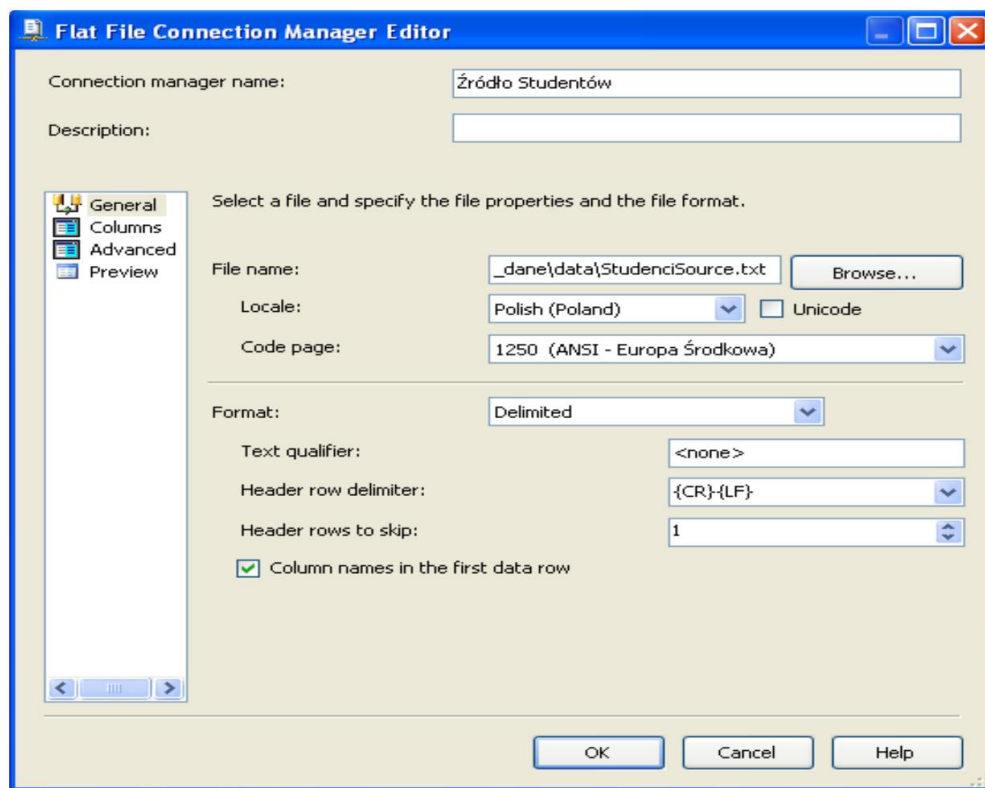 Flat File Connection Manager Editor
Connection manager name: Źródło Studentów
Description:
General
Columns
Advanced
Preview
Select a file and specify the file properties and the file format.
File name: _dane\data\StudenciSource.txt Browse...
Locale: Polish (Poland) Unicode
Code page: 1250 (ANSI - Europa Środkowa)
Format: Delimited
Text qualifier: <none>
Header row delimiter: {CR}{LF}
Header rows to skip: 1
Column names in the first data row
OK Cancel Help